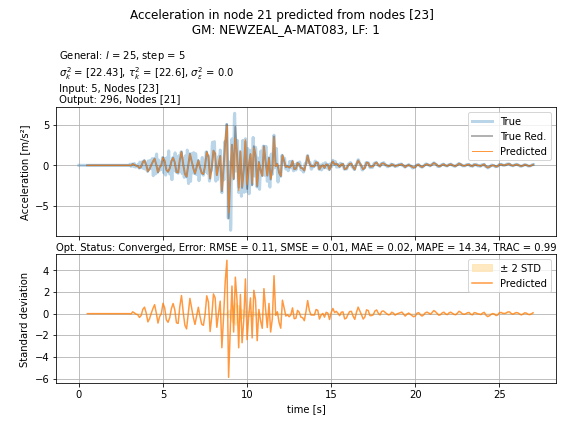 Acceleration in node 21 predicted from nodes [23]
GM: NEWZEAL_A-MAT083, LF: 1
General: l = 25, step = 5
σ²ₖ = [22.43], τ²ₖ = [22.6], σ²ε = 0.0
Input: 5, Nodes [23]
Output: 296, Nodes [21]
Acceleration [m/s²]
5
0
−5
True
True Red.
Predicted
Opt. Status: Converged, Error: RMSE = 0.11, SMSE = 0.01, MAE = 0.02, MAPE = 14.34, TRAC = 0.99
Standard deviation
4
2
0
−2
−4
−6
± 2 STD
Predicted
0 5 10 15 20 25
time [s]